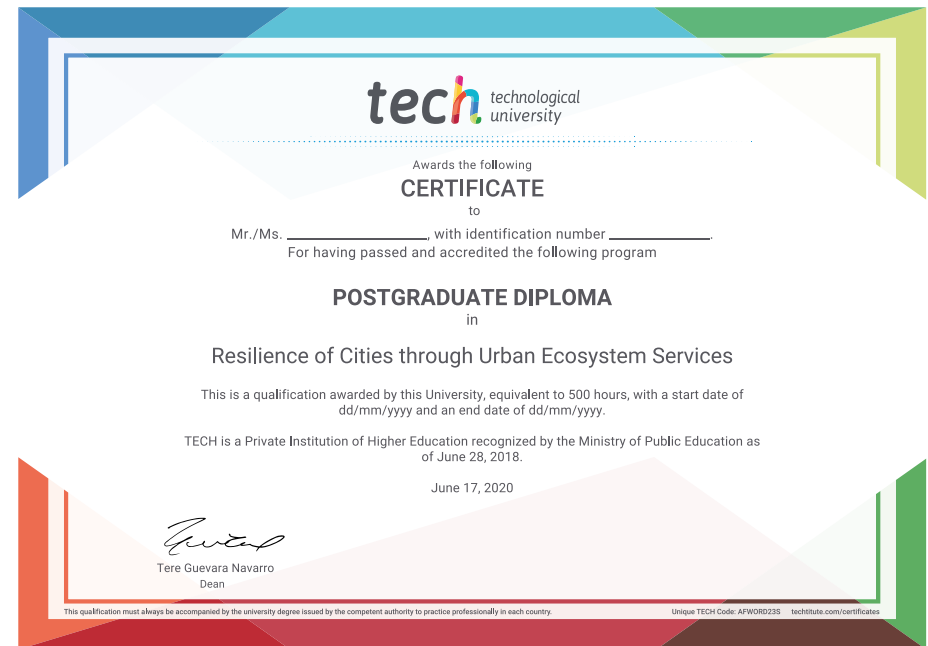 tech technological
university
Awards the following
CERTIFICATE
to
Mr./Ms. ____________________, with identification number ______________.
For having passed and accredited the following program
POSTGRADUATE DIPLOMA
in
Resilience of Cities through Urban Ecosystem Services
This is a qualification awarded by this University, equivalent to 500 hours, with a start date of
dd/mm/yyyy and an end date of dd/mm/yyyy.
TECH is a Private Institution of Higher Education recognized by the Ministry of Public Education as
of June 28, 2018.
June 17, 2020
Tere Guevara Navarro
Dean
This qualification must always be accompanied by the university degree issued by the competent authority to practice professionally in each country.
Unique TECH Code: AFWORD23S techtitute.com/certificates